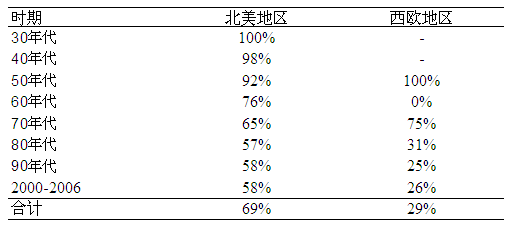 时期 北美地区 西欧地区
30年代 100% -
40年代 98% -
50年代 92% 100%
60年代 76% 0%
70年代 65% 75%
80年代 57% 31%
90年代 58% 25%
2000-2006 58% 26%
合计 69% 29%